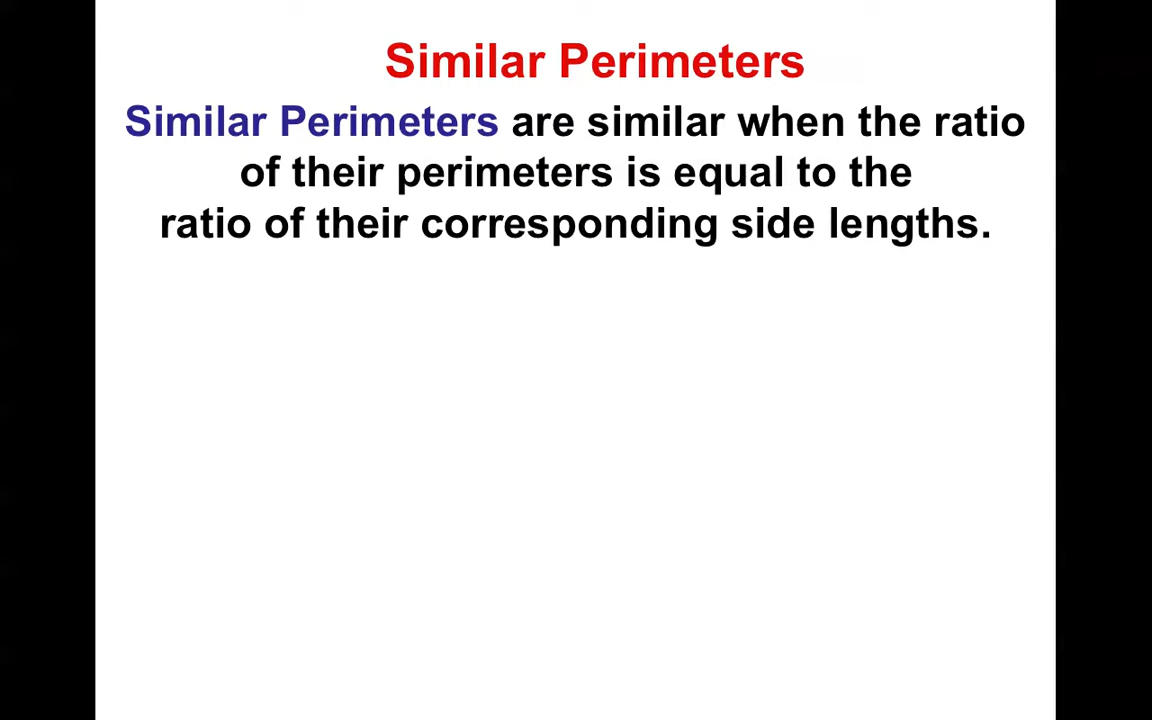 Similar Perimeters
Similar Perimeters are similar when the ratio
of their perimeters is equal to the
ratio of their corresponding side lengths.